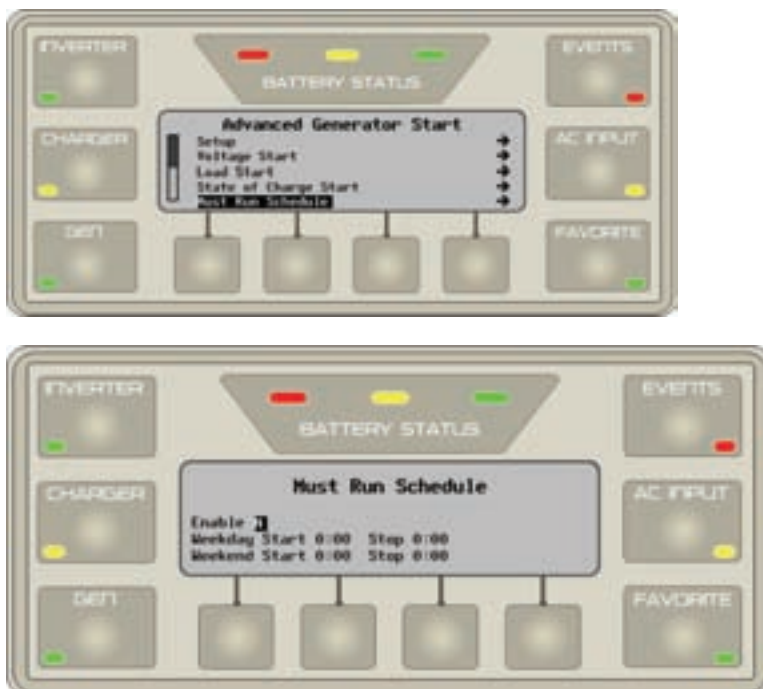 INVERTER
EVENTS
BATTERY STATUS
CHARGER
AC INPUT
Advanced Generator Start
Setup
Voltage Start
Load Start
State of Charge Start
Must Run Schedule
GEN
FAVORITE
INVERTER
EVENTS
BATTERY STATUS
CHARGER
AC INPUT
Must Run Schedule
Enable
Weekday Start 0:00 Stop 0:00
Weekend Start 0:00 Stop 0:00
GEN
FAVORITE